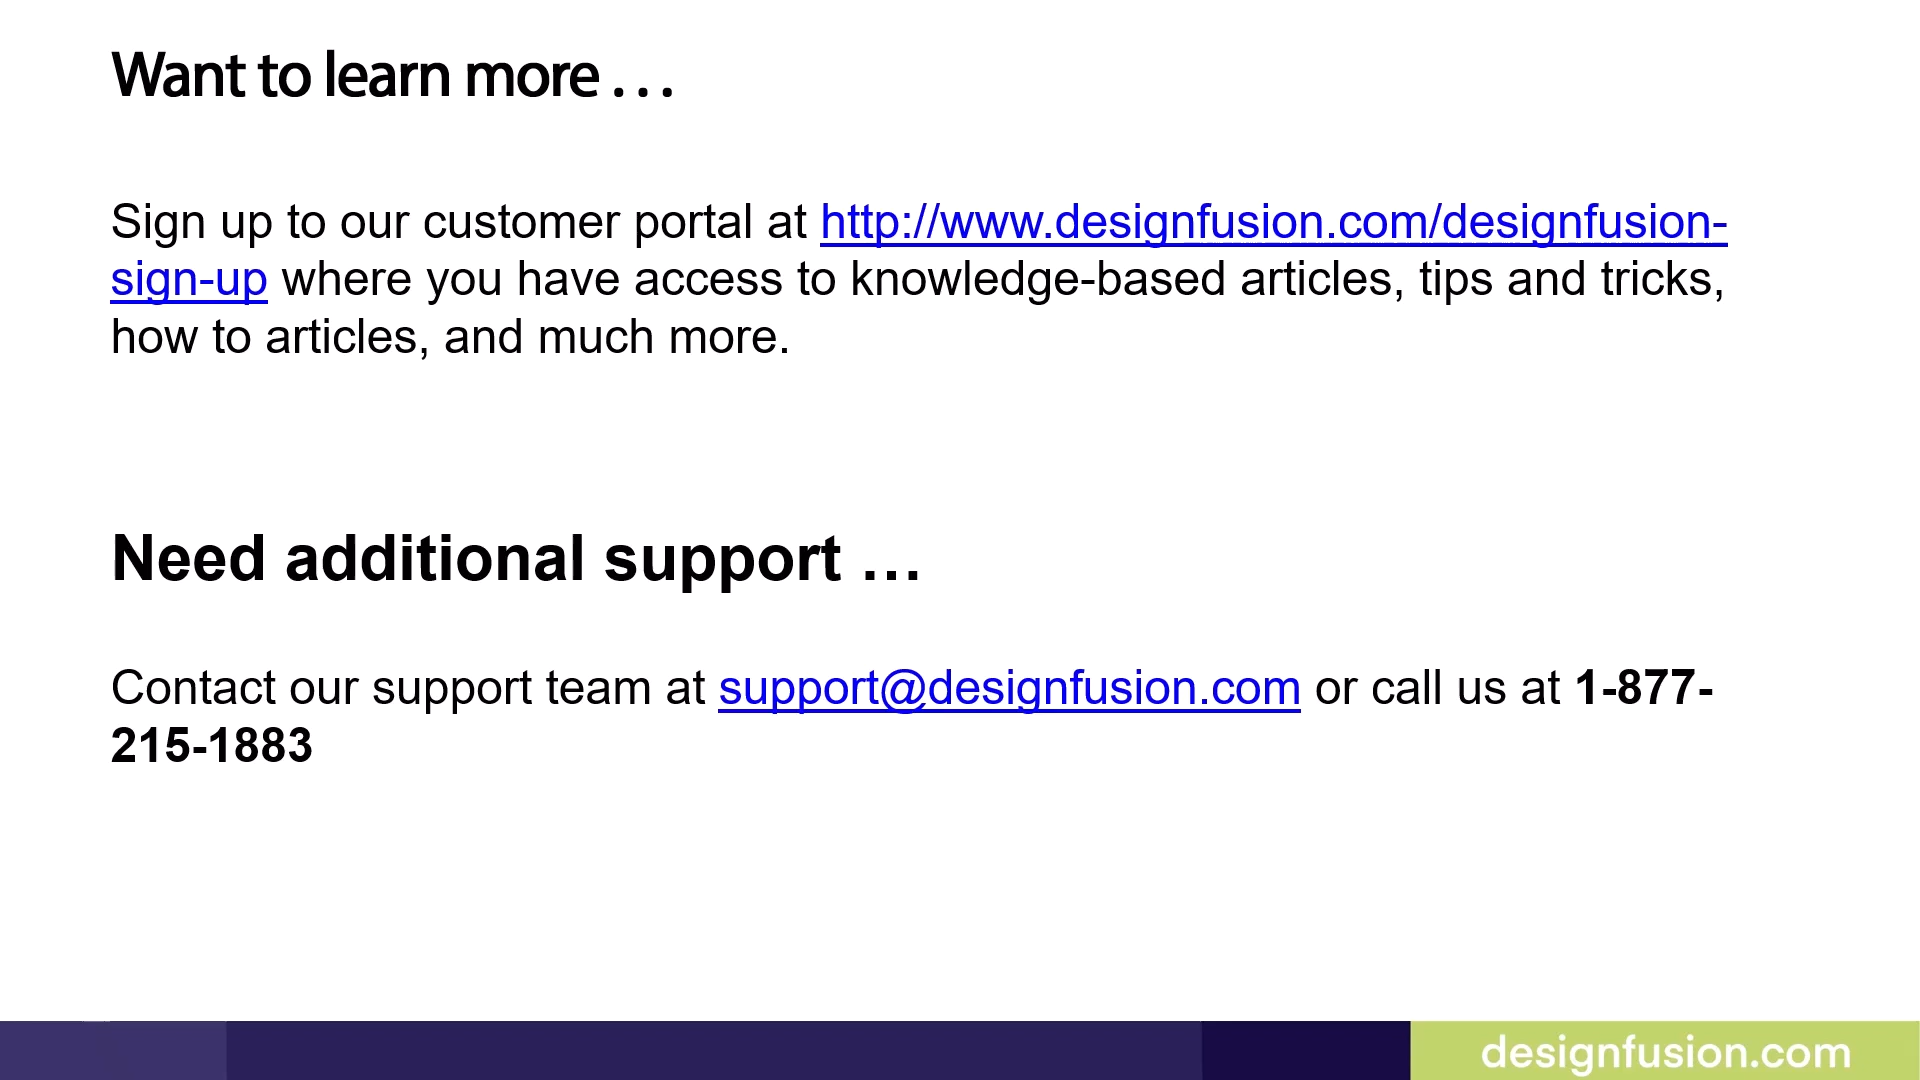 Want to learn more . . .
Sign up to our customer portal at http://www.designfusion.com/designfusion-
sign-up where you have access to knowledge-based articles, tips and tricks,
how to articles, and much more.
Need additional support …
Contact our support team at support@designfusion.com or call us at 1-877-
215-1883
designfusion.com